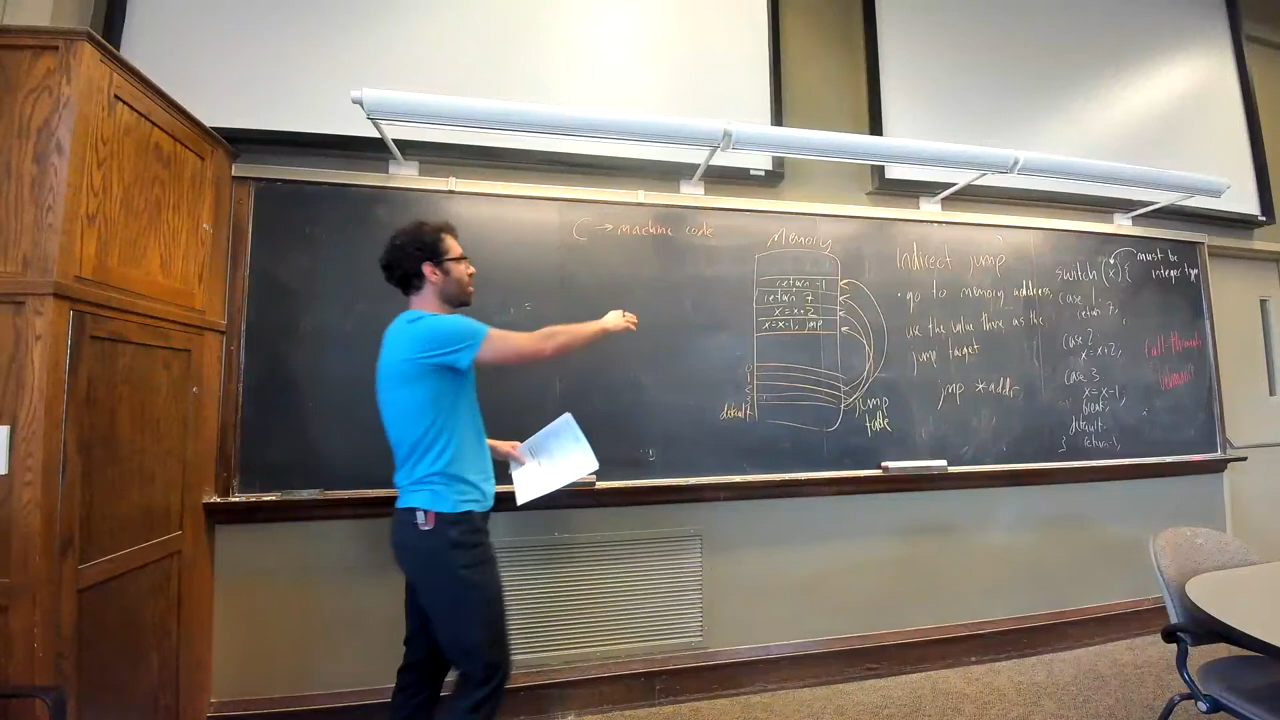 C → machine code
Memory
return -1
return 7
x=x+2
x=x-1, jmp
0
1
2
3
default
jump
table
Indirect jump
• go to memory address,
use the value there as the
jump target
jmp *addr
switch (x) {
must be
integer type
case 1:
return 7;
case 2:
x=x+2;
case 3
x=x-1;
break;
default:
return -1;
}
fall-through
behavior